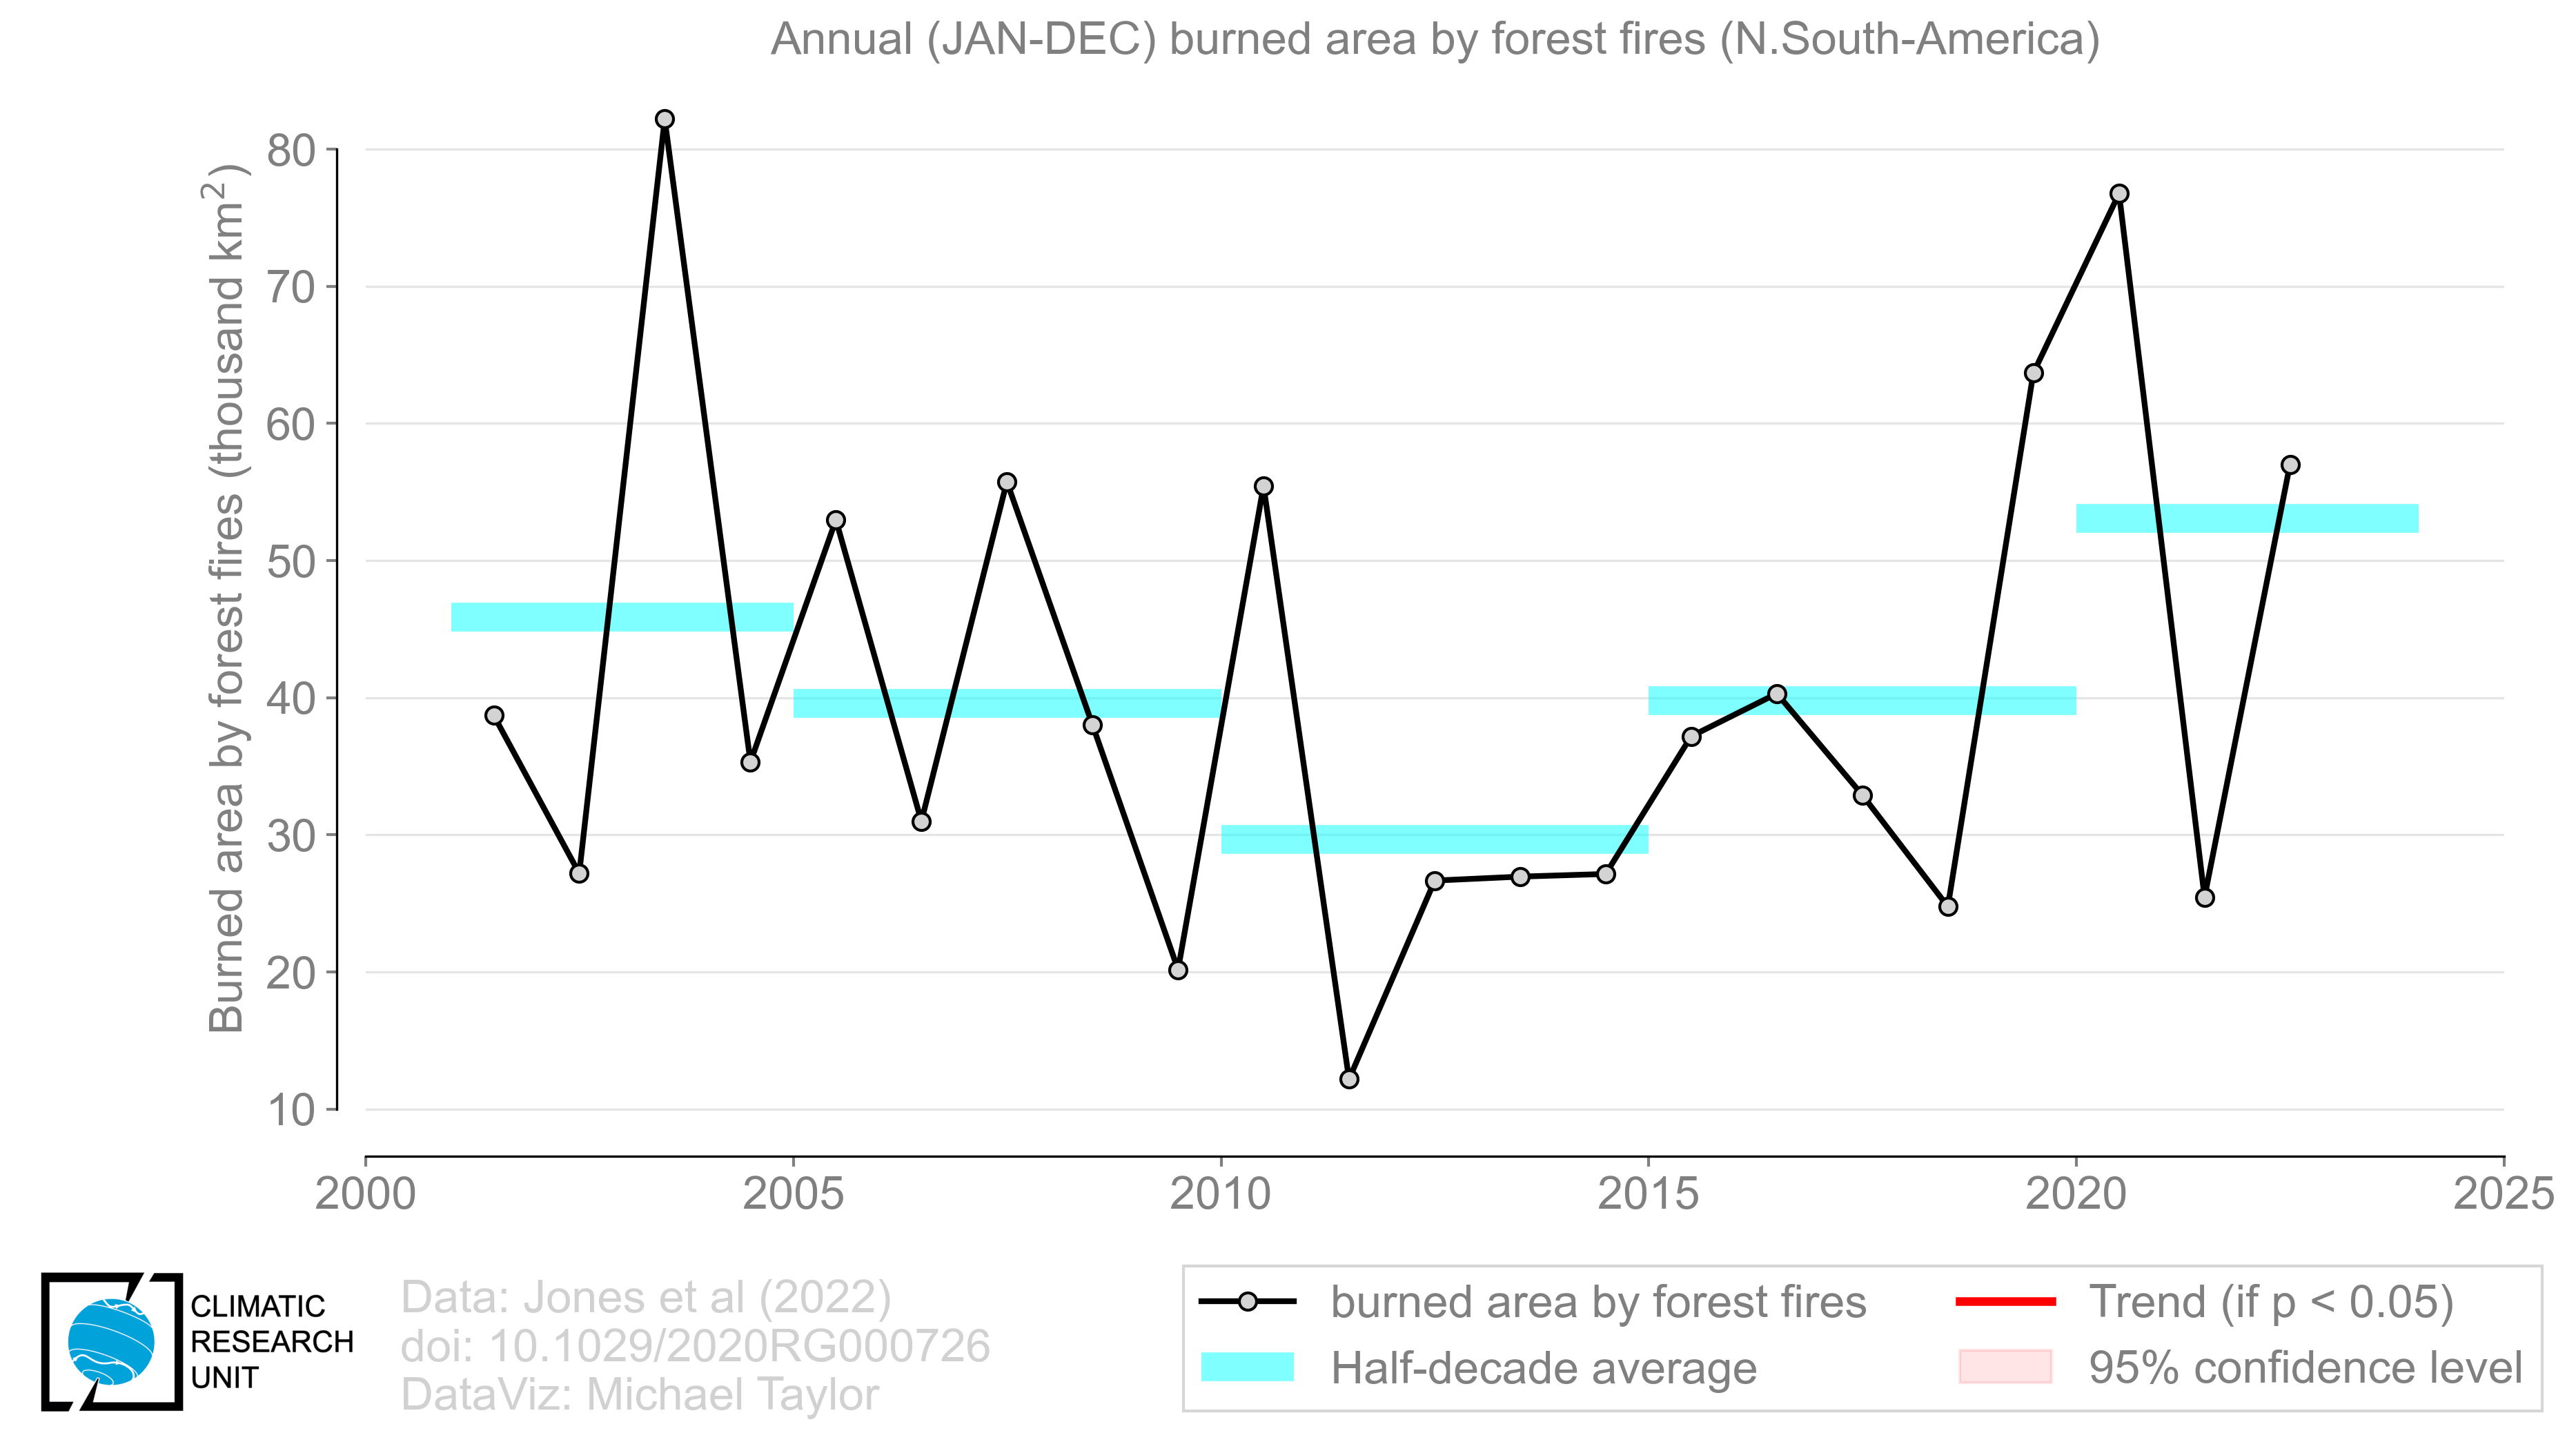 Annual (JAN-DEC) burned area by forest fires (N.South-America)
Burned area by forest fires (thousand km²)
80
70
60
50
40
30
20
10
2000
2005
2010
2015
2020
2025
CLIMATIC
RESEARCH
UNIT
Data: Jones et al (2022)
doi: 10.1029/2020RG000726
DataViz: Michael Taylor
burned area by forest fires
Half-decade average
Trend (if p < 0.05)
95% confidence level